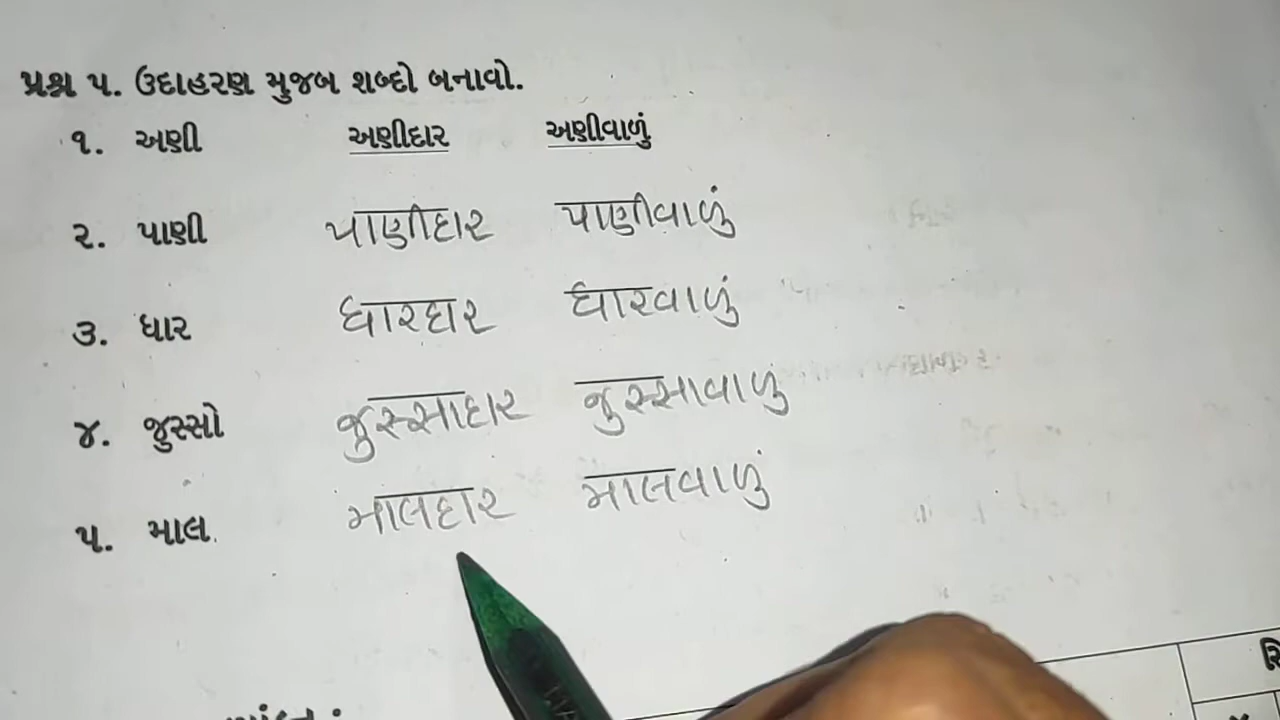 પ્રશ્ન ૫. ઉદાહરણ મુજબ શબ્દો બનાવો.
૧. અણી અણીદાર અણીવાળું
૨. પાણી પાણીદાર પાણીવાળું
૩. ધાર ધારદાર ધારવાળું
૪. જુસ્સો જુસ્સાદાર જુસ્સાવાળું
૫. માલ માલદાર માલવાળું